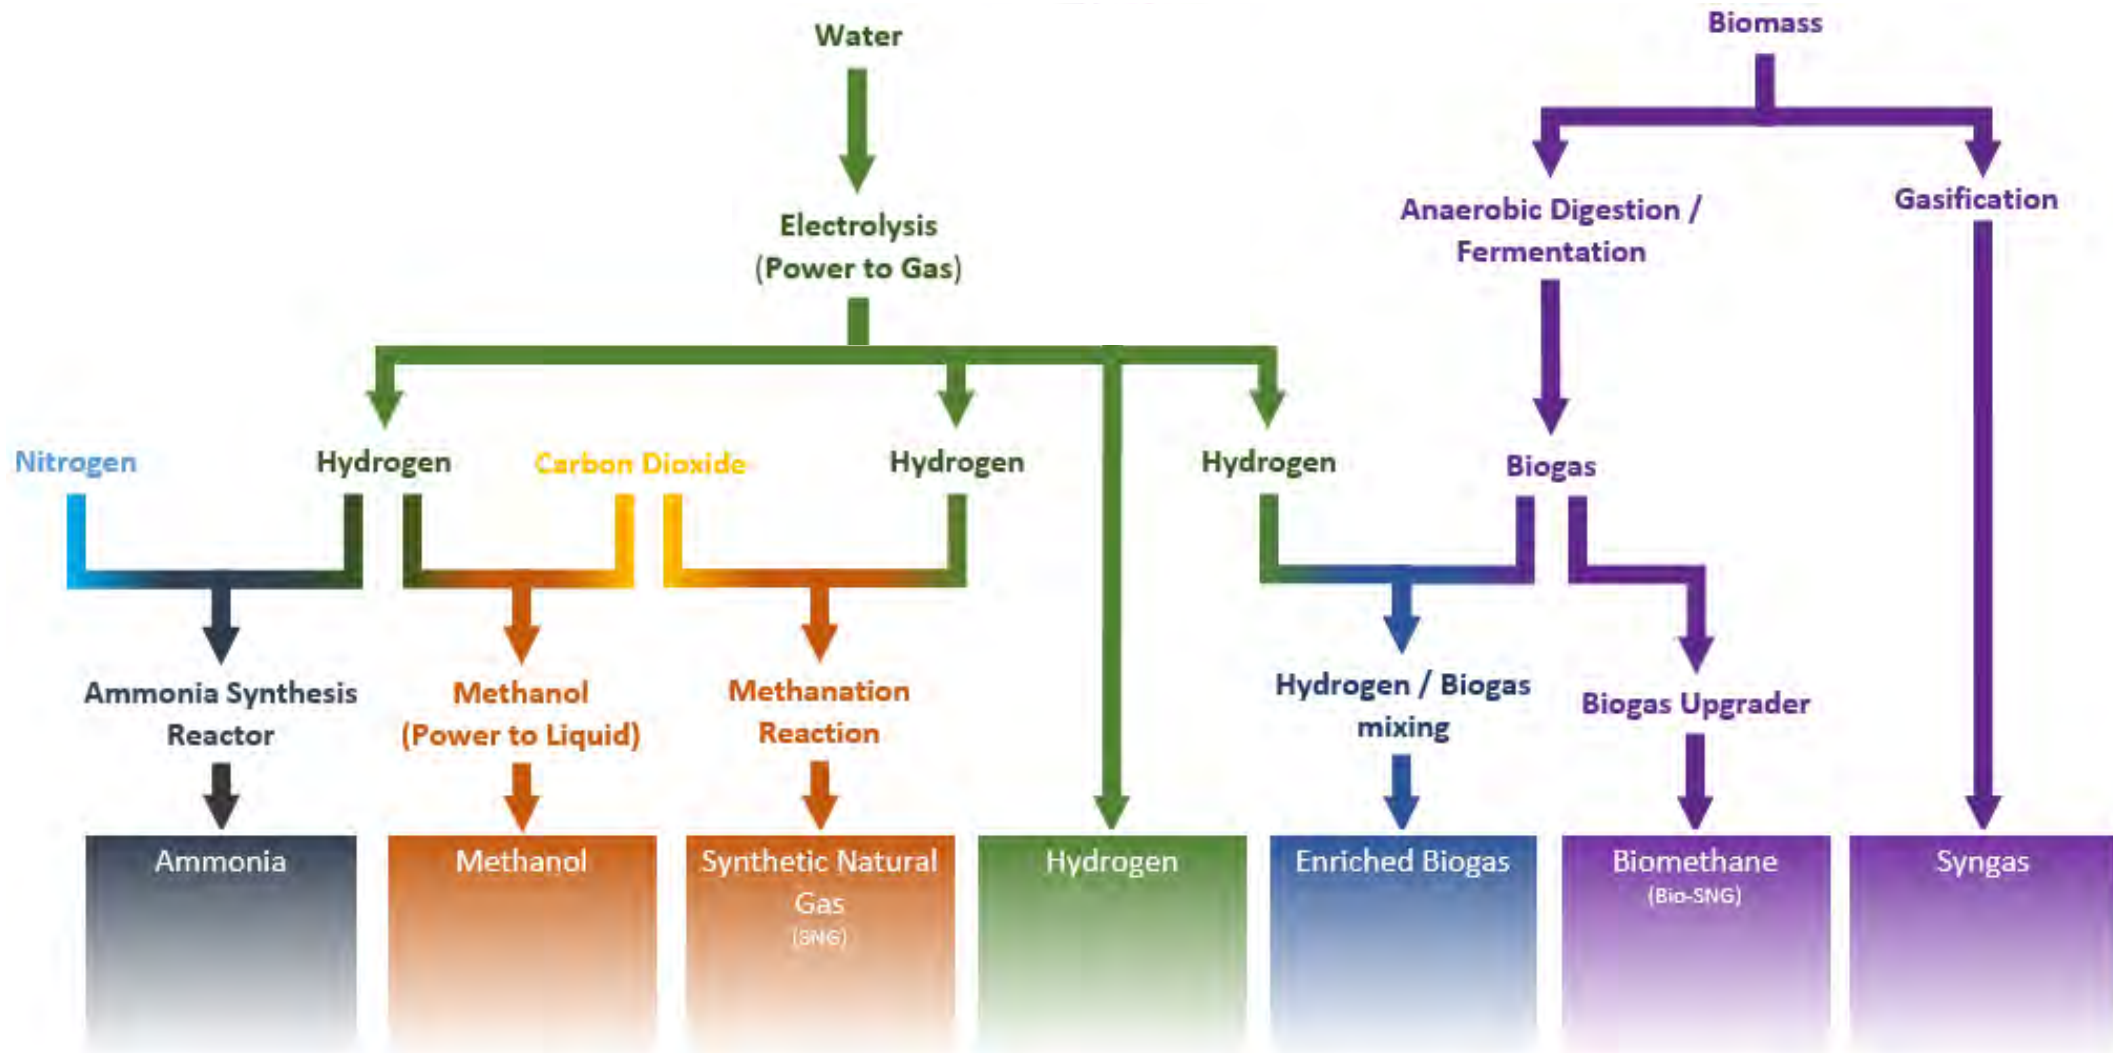 Water
Biomass
Electrolysis
(Power to Gas)
Anaerobic Digestion /
Fermentation
Gasification
Nitrogen
Hydrogen
Carbon Dioxide
Hydrogen
Hydrogen
Biogas
Ammonia Synthesis
Reactor
Methanol
(Power to Liquid)
Methanation
Reaction
Hydrogen / Biogas
mixing
Biogas Upgrader
Ammonia
Methanol
Synthetic Natural
Gas
(SNG)
Hydrogen
Enriched Biogas
Biomethane
(Bio-SNG)
Syngas